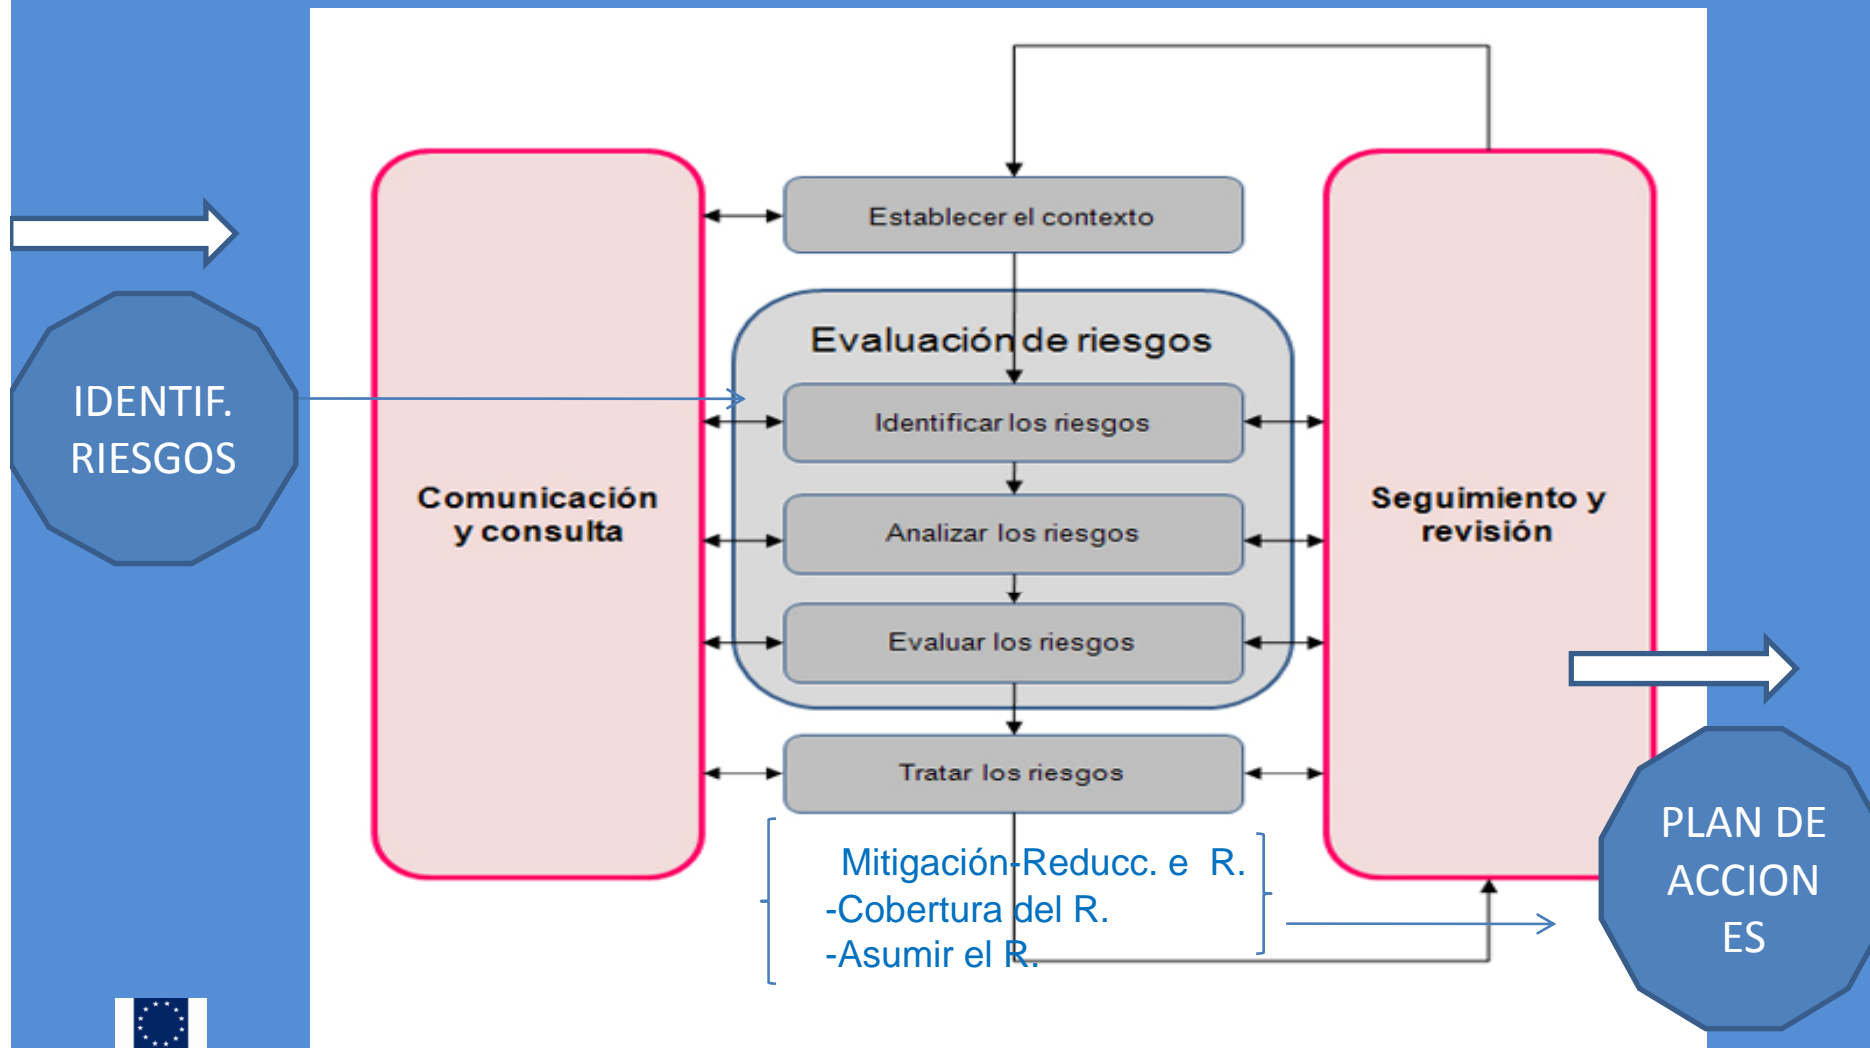 Establecer el contexto
Evaluación de riesgos
IDENTIF.
RIESGOS
Identificar los riesgos
Comunicación
y consulta
Seguimiento y
revisión
Analizar los riesgos
Evaluar los riesgos
Tratar los riesgos
Mitigación-Reducc. e R.
-Cobertura del R.
-Asumir el R.
PLAN DE
ACCION
ES